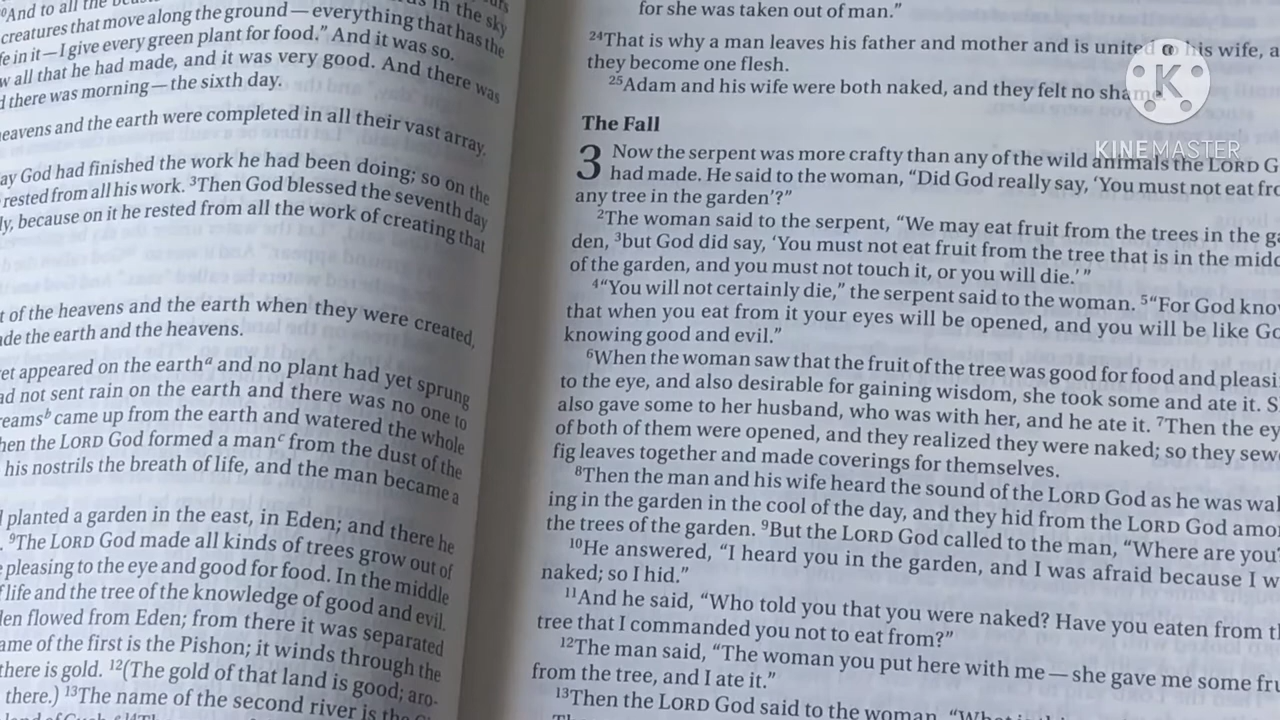 And to all the
in the sky
creatures that move along the ground—everything that has the
fe in it—I give every green plant for food.” And it was so.
w all that he had made, and it was very good. And there was
d there was morning—the sixth day.
eavens and the earth were completed in all their vast array.
ay God had finished the work he had been doing; so on the
rested from all his work. ³Then God blessed the seventh day
ly, because on it he rested from all the work of creating that
t of the heavens and the earth when they were created,
ade the earth and the heavens.
et appeared on the earthᵃ and no plant had yet sprung
ad not sent rain on the earth and there was no one to
reamsᵇ came up from the earth and watered the whole
hen the LORD God formed a manᶜ from the dust of the
his nostrils the breath of life, and the man became a
d planted a garden in the east, in Eden; and there he
. ⁹The LORD God made all kinds of trees grow out of
e pleasing to the eye and good for food. In the middle
f life and the tree of the knowledge of good and evil.
den flowed from Eden; from there it was separated
ame of the first is the Pishon; it winds through the
there is gold. ¹²(The gold of that land is good; aro-
there.) ¹³The name of the second river is the
for she was taken out of man.”
²⁴That is why a man leaves his father and mother and is united to his wife, a
they become one flesh.
²⁵Adam and his wife were both naked, and they felt no shame.
The Fall
3 Now the serpent was more crafty than any of the wild animals the LORD G
had made. He said to the woman, “Did God really say, ‘You must not eat fro
any tree in the garden’?”
²The woman said to the serpent, “We may eat fruit from the trees in the ga
den, ³but God did say, ‘You must not eat fruit from the tree that is in the midd
of the garden, and you must not touch it, or you will die.’”
⁴“You will not certainly die,” the serpent said to the woman. ⁵“For God know
that when you eat from it your eyes will be opened, and you will be like Go
knowing good and evil.”
⁶When the woman saw that the fruit of the tree was good for food and pleasi
to the eye, and also desirable for gaining wisdom, she took some and ate it. S
also gave some to her husband, who was with her, and he ate it. ⁷Then the ey
of both of them were opened, and they realized they were naked; so they sewe
fig leaves together and made coverings for themselves.
⁸Then the man and his wife heard the sound of the LORD God as he was wal
ing in the garden in the cool of the day, and they hid from the LORD God amo
the trees of the garden. ⁹But the LORD God called to the man, “Where are you?
¹⁰He answered, “I heard you in the garden, and I was afraid because I w
naked; so I hid.”
¹¹And he said, “Who told you that you were naked? Have you eaten from th
tree that I commanded you not to eat from?”
¹²The man said, “The woman you put here with me—she gave me some fru
from the tree, and I ate it.”
¹³Then the LORD God said to the woman, “What is this
K
KINEMASTER